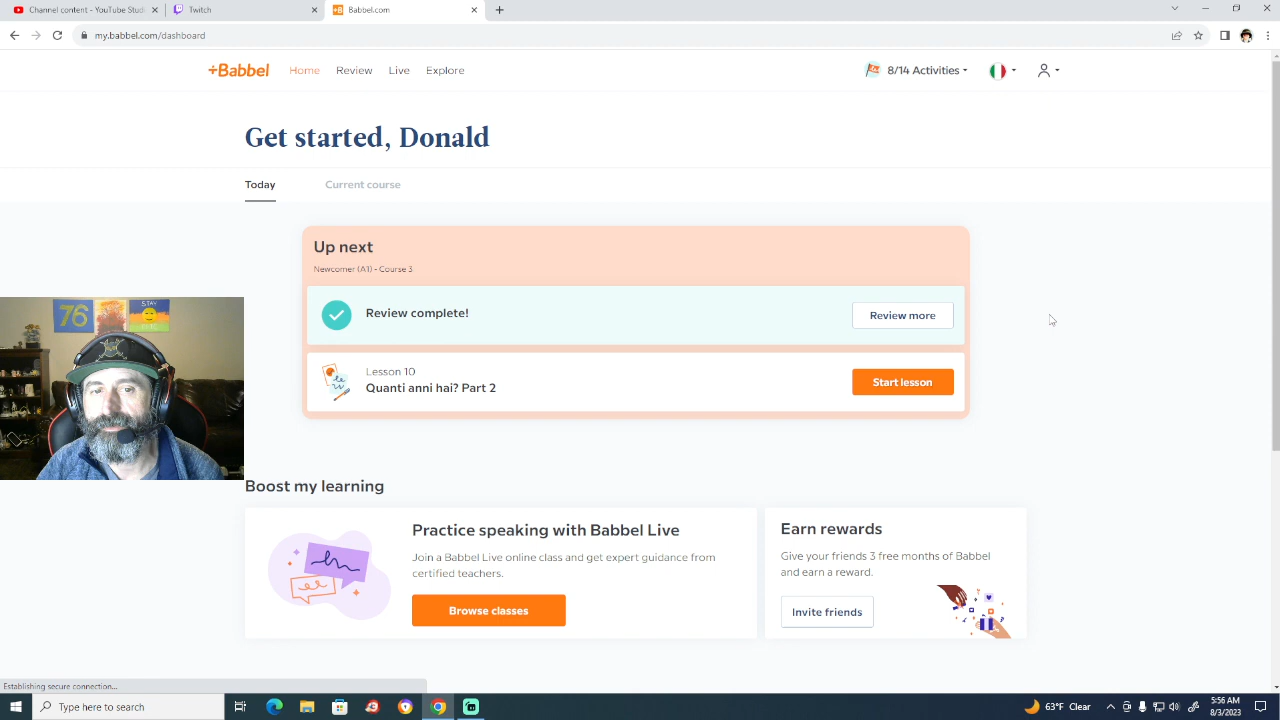 Channel content - YouTube Stud
Twitch
Babbel.com
my.babbel.com/dashboard
+Babbel
Home
Review
Live
Explore
8/14 Activities
Get started, Donald
Today
Current course
Up next
Newcomer (A1) - Course 3
Review complete!
Review more
Lesson 10
Quanti anni hai? Part 2
Start lesson
76
STAY
Boost my learning
Practice speaking with Babbel Live
Join a Babbel Live online class and get expert guidance from
certified teachers.
Browse classes
Earn rewards
Give your friends 3 free months of Babbel
and earn a reward.
Invite friends
Establishing secure connection...
Type here to search
63°F Clear
5:56 AM
8/3/2023